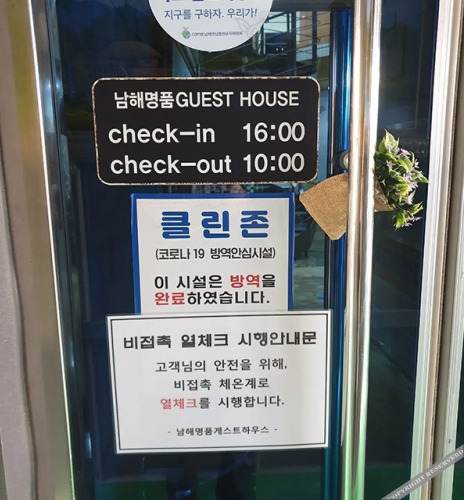 지구를 구하자. 우리가!
남해명품GUEST HOUSE
check-in 16:00
check-out 10:00
클린존
(코로나19 방역안심시설)
이 시설은 방역을
완료하였습니다.
비접촉 열체크 시행안내문
고객님의 안전을 위해,
비접촉 체온계로
열체크를 시행합니다.
- 남해명품게스트하우스 -
COPYRIGHT RESERVED